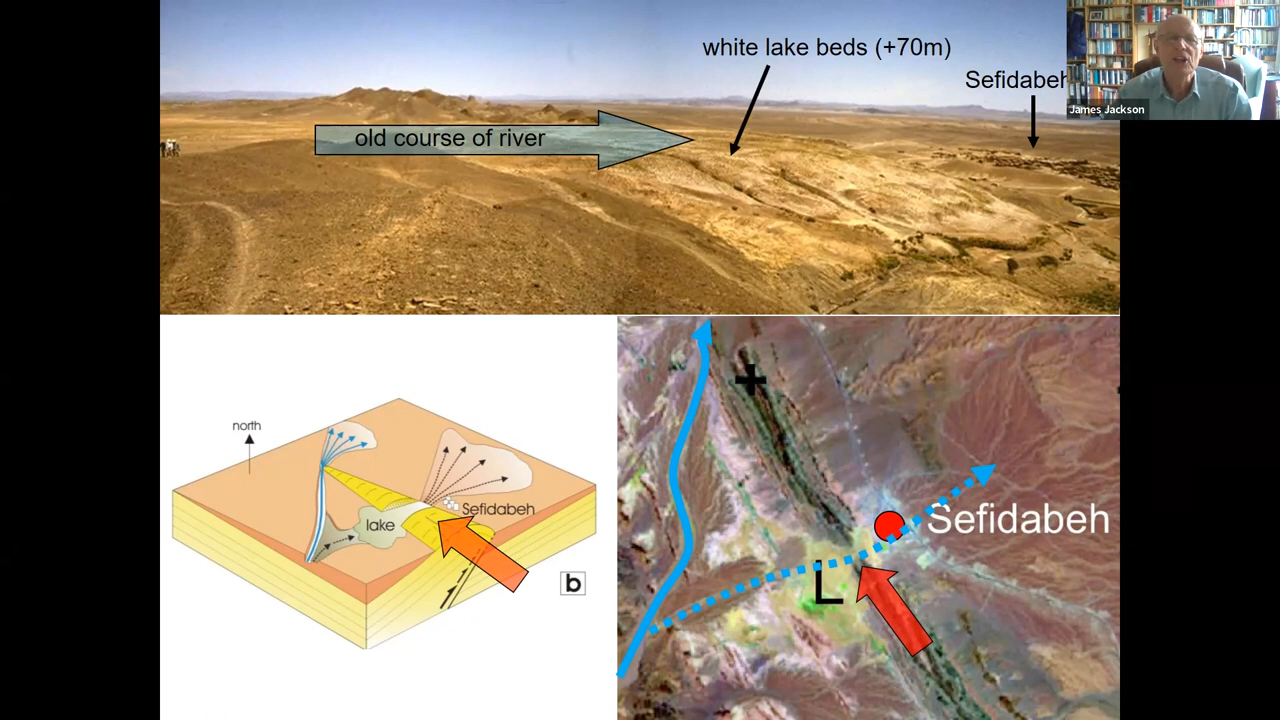 white lake beds (+70m)
Sefidabeh
James Jackson
old course of river
north
lake
Sefidabeh
b
+
Sefidabeh
L